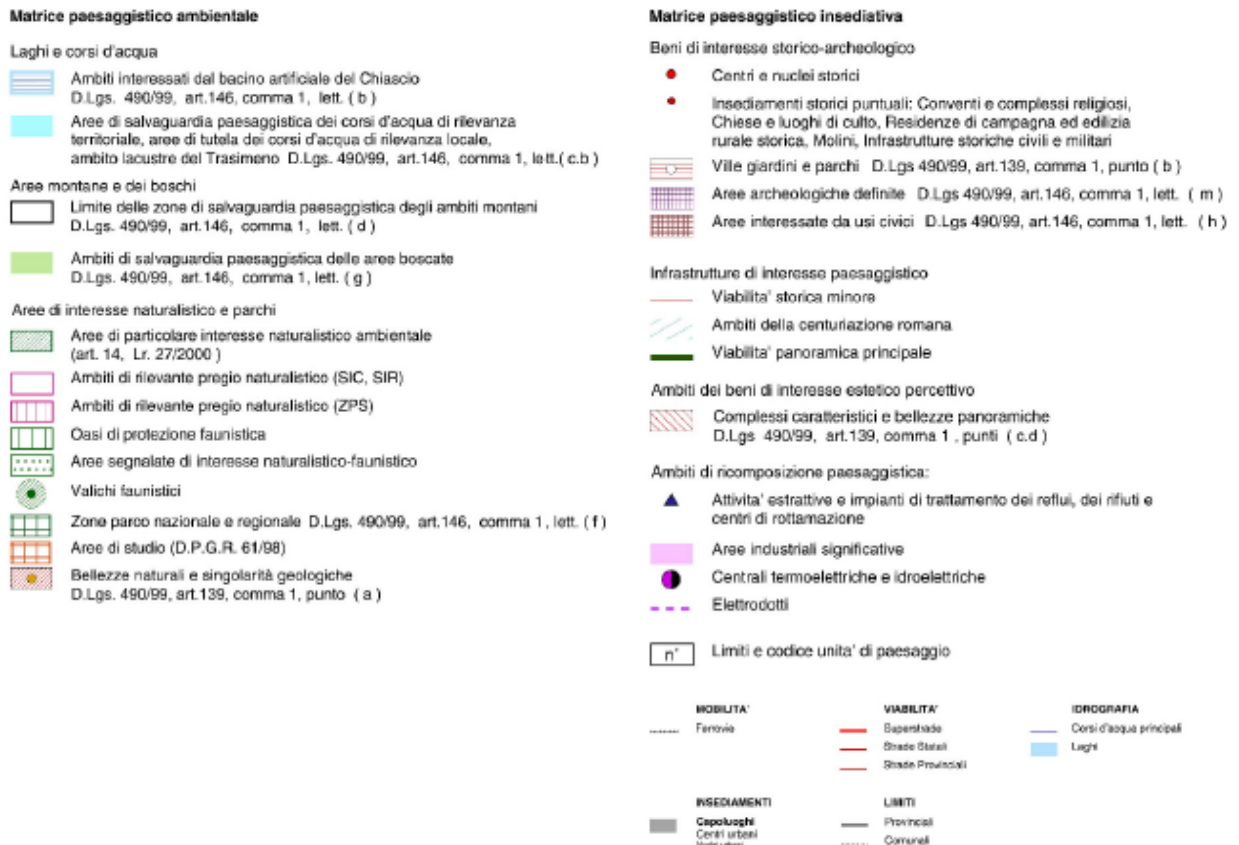 Matrice paesaggistico ambientale
Laghi e corsi d'acqua
Ambiti interessati dal bacino artificiale del Chiascio
D.Lgs. 490/99, art.146, comma 1, lett. ( b )
Aree di salvaguardia paesaggistica dei corsi d'acqua di rilevanza
territoriale, aree di tutela dei corsi d'acqua di rilevanza locale,
ambito lacustre del Trasimeno D.Lgs. 490/99, art.146, comma 1, lett.( c.b )
Aree montane e dei boschi
Limite delle zone di salvaguardia paesaggistica degli ambiti montani
D.Lgs. 490/99, art.146, comma 1, lett. ( d )
Ambiti di salvaguardia paesaggistica delle aree boscate
D.Lgs. 490/99, art.146, comma 1, lett. ( g )
Aree di interesse naturalistico e parchi
Aree di particolare interesse naturalistico ambientale
(art. 14, Lr. 27/2000 )
Ambiti di rilevante pregio naturalistico (SIC, SIR)
Ambiti di rilevante pregio naturalistico (ZPS)
Oasi di protezione faunistica
Aree segnalate di interesse naturalistico-faunistico
Valichi faunistici
Zone parco nazionale e regionale D.Lgs. 490/99, art.146, comma 1, lett. ( f )
Aree di studio (D.P.G.R. 61/98)
Bellezze naturali e singolarità geologiche
D.Lgs. 490/99, art.139, comma 1, punto ( a )
Matrice paesaggistico insediativa
Beni di interesse storico-archeologico
Centri e nuclei storici
Insediamenti storici puntuali: Conventi e complessi religiosi,
Chiese e luoghi di culto, Residenze di campagna ed edilizia
rurale storica, Molini, Infrastrutture storiche civili e militari
Ville giardini e parchi D.Lgs 490/99, art.139, comma 1, punto ( b )
Aree archeologiche definite D.Lgs 490/99, art.146, comma 1, lett. ( m )
Aree interessate da usi civici D.Lgs 490/99, art.146, comma 1, lett. ( h )
Infrastrutture di interesse paesaggistico
Viabilita' storica minore
Ambiti della centuriazione romana
Viabilita' panoramica principale
Ambiti dei beni di interesse estetico percettivo
Complessi caratteristici e bellezze panoramiche
D.Lgs 490/99, art.139, comma 1 , punti ( c.d )
Ambiti di ricomposizione paesaggistica:
Attivita' estrattive e impianti di trattamento dei reflui, dei rifiuti e
centri di rottamazione
Aree industriali significative
Centrali termoelettriche e idroelettriche
Elettrodotti
n° Limiti e codice unita' di paesaggio
MOBILITA'
Ferrovie
VIABILITA'
Superstrade
Strade Statali
Strade Provinciali
IDROGRAFIA
Corsi d'acqua principali
Laghi
INSEDIAMENTI
Capoluoghi
Centri urbani
LIMITI
Provinciali
Comunali